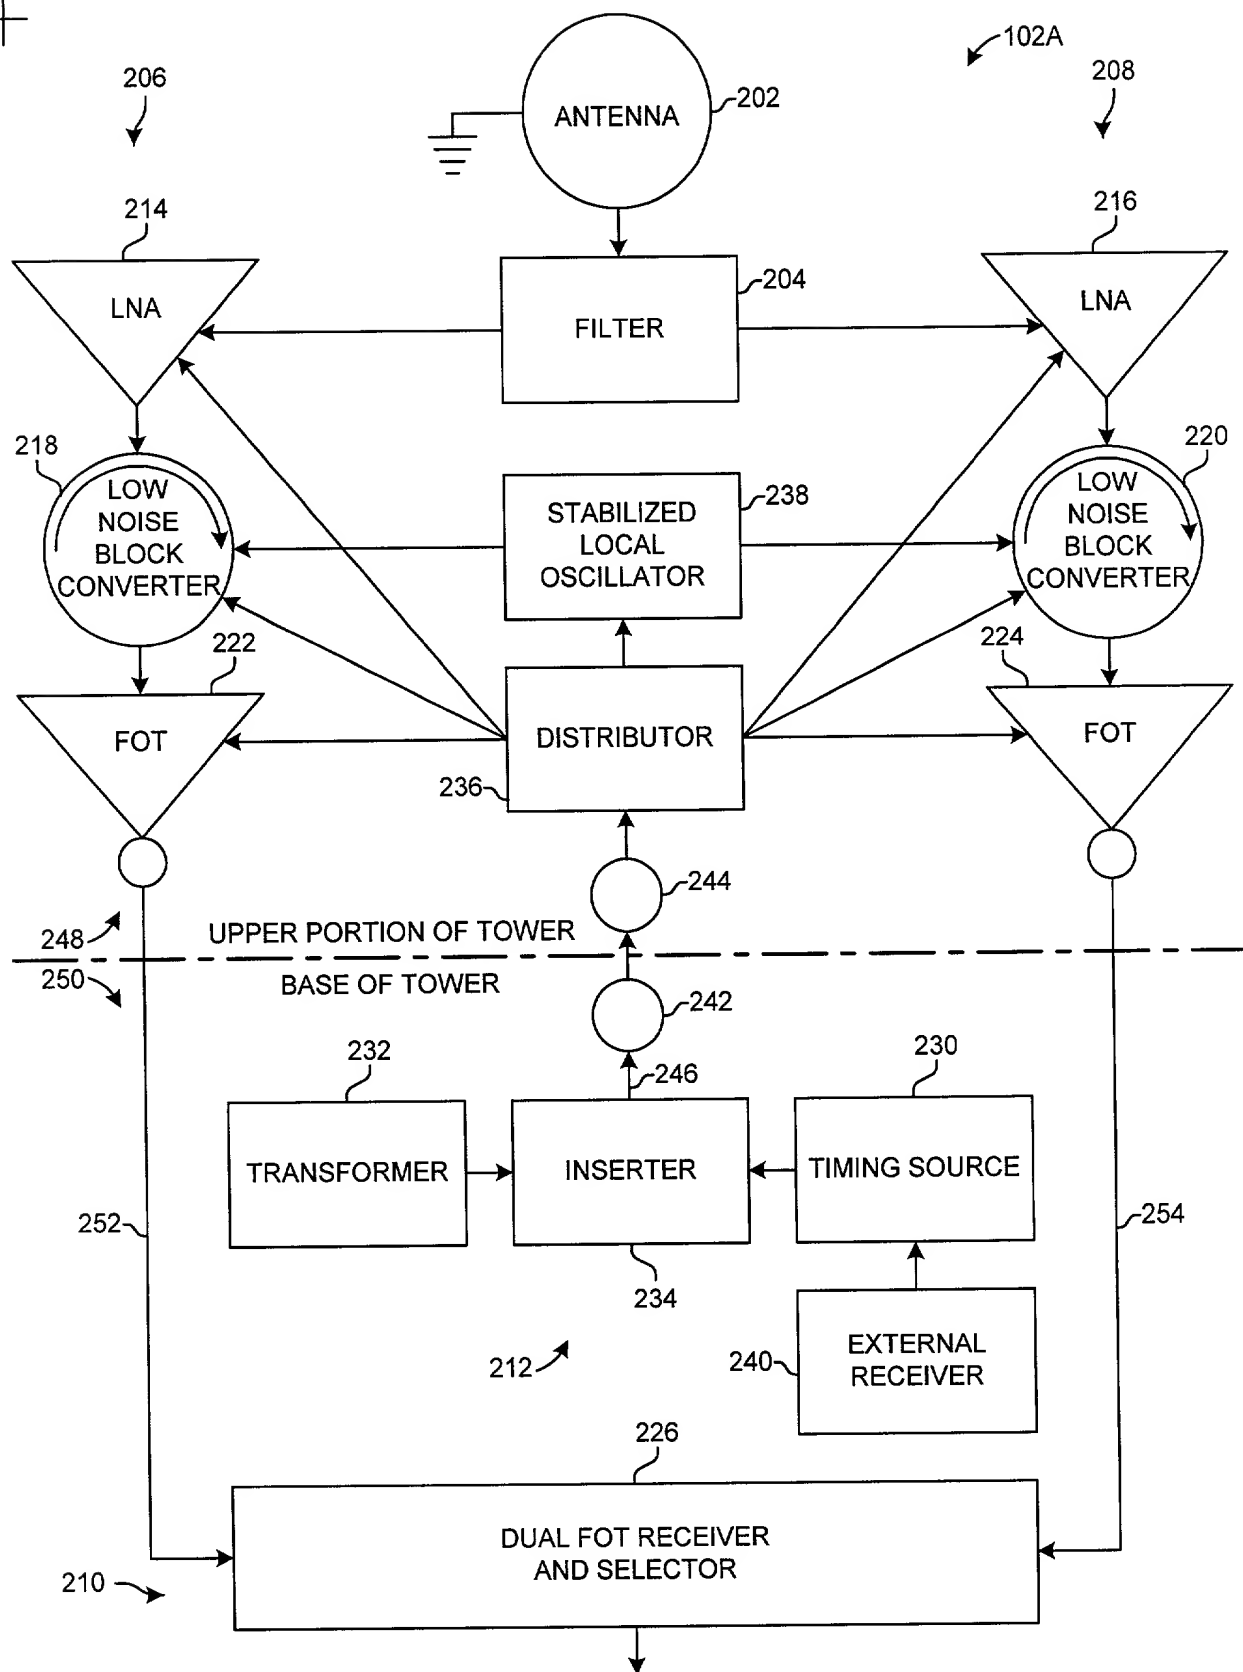 102A
206
208
202
ANTENNA
214
216
204
LNA
FILTER
LNA
218
220
238
LOW
NOISE
BLOCK
CONVERTER
STABILIZED
LOCAL
OSCILLATOR
LOW
NOISE
BLOCK
CONVERTER
222
224
FOT
DISTRIBUTOR
FOT
236
244
248
UPPER PORTION OF TOWER
250
BASE OF TOWER
242
232
246
230
TRANSFORMER
INSERTER
TIMING SOURCE
252
254
234
212
240
EXTERNAL
RECEIVER
226
DUAL FOT RECEIVER
AND SELECTOR
210